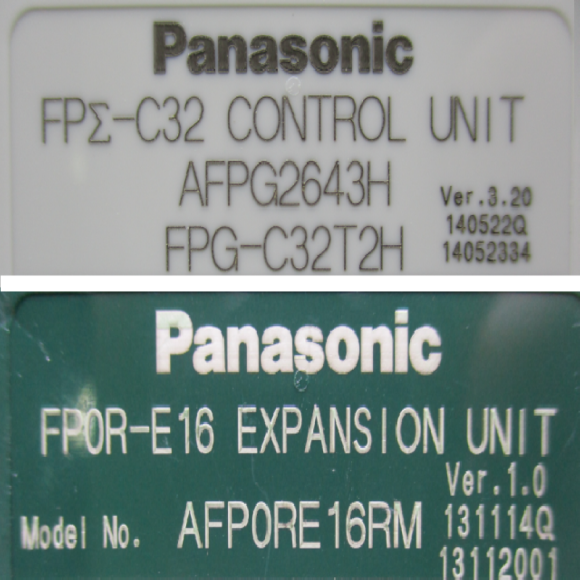 Panasonic
FPΣ-C32 CONTROL UNIT
AFPG2643H
Ver.3.20
140522Q
FPG-C32T2H
14052334
Panasonic
FP0R-E16 EXPANSION UNIT
Ver.1.0
Model No. AFP0RE16RM 131114Q
13112001